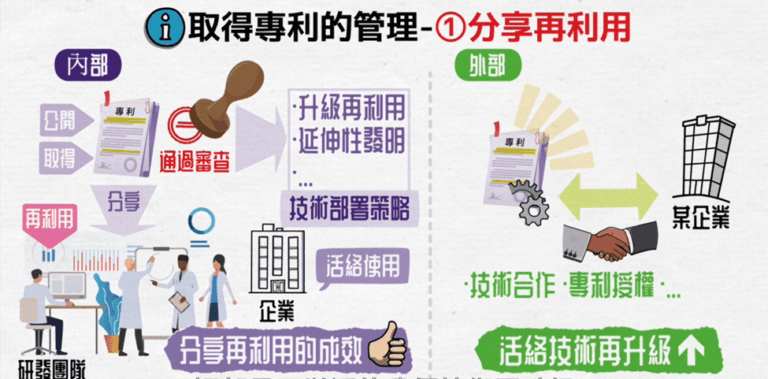 取得專利的管理-①分享再利用
內部
公開
取得
專利
通過審查
·升級再利用
·延伸性發明
·...
技術部署策略
分享
再利用
研發團隊
企業
活絡使用
分享再利用的成效
外部
專利
某企業
·技術合作 ·專利授權 ·...
活絡技術再升級